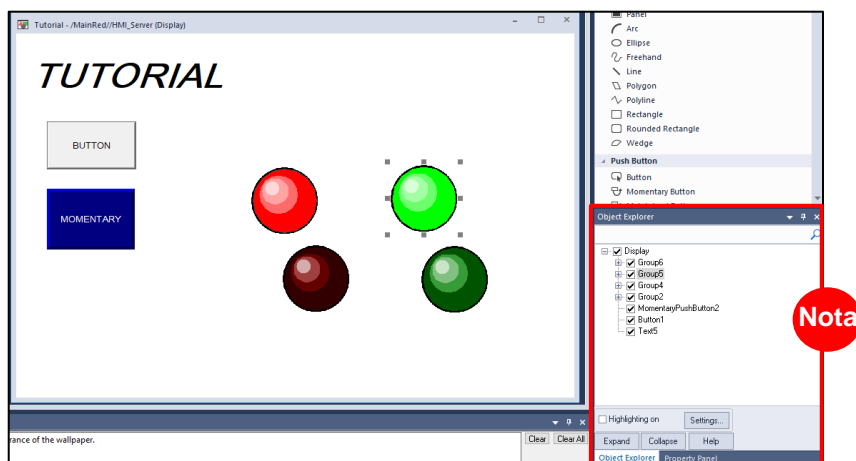 Tutorial - /MainRed//HMI_Server (Display)
TUTORIAL
BUTTON
MOMENTARY
Panel
Arc
Ellipse
Freehand
Line
Polygon
Polyline
Rectangle
Rounded Rectangle
Wedge
Push Button
Button
Momentary Button
Object Explorer
Display
Group6
Group5
Group4
Group2
MomentaryPushButton2
Button1
Text5
Nota
Highlighting on
Settings...
Expand Collapse Help
Object Explorer Property Panel
rance of the wallpaper.
Clear Clear All